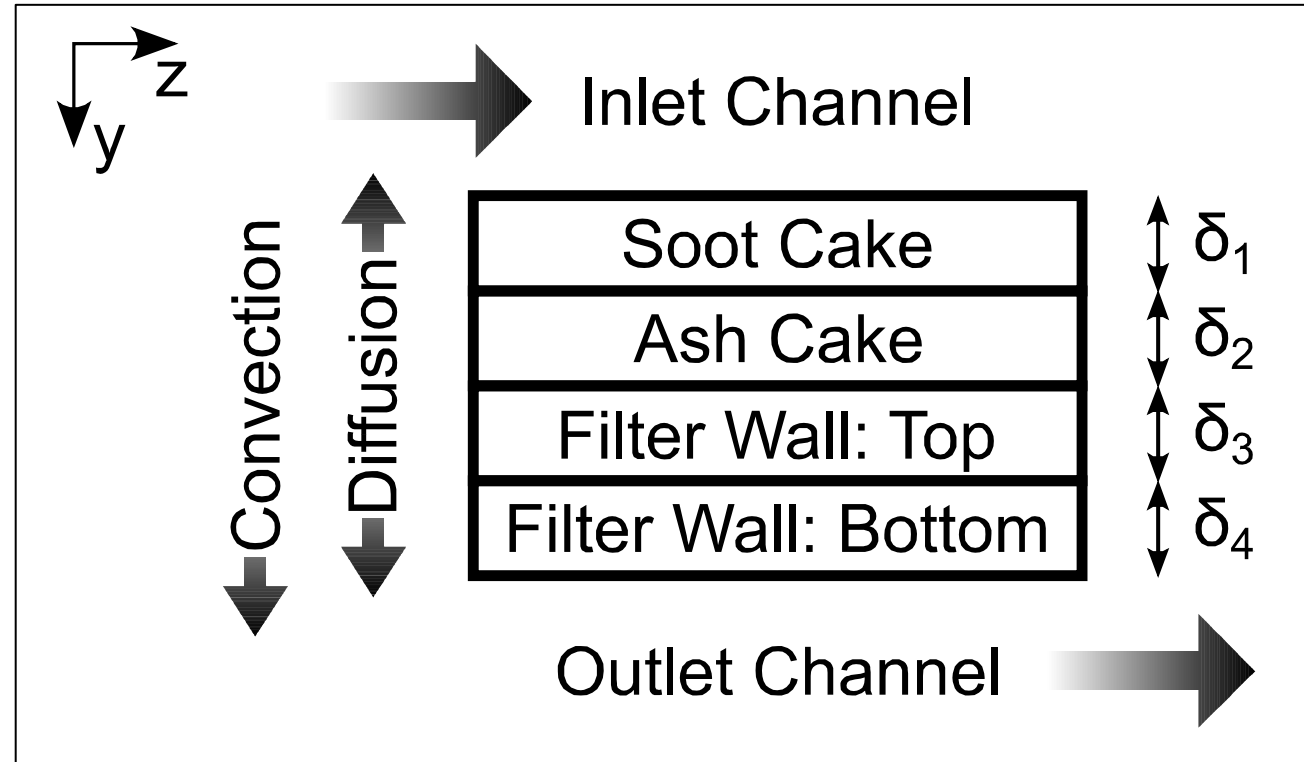 z
y
Inlet Channel
Convection
Diffusion
Soot Cake
δ₁
Ash Cake
δ₂
Filter Wall: Top
δ₃
Filter Wall: Bottom
δ₄
Outlet Channel